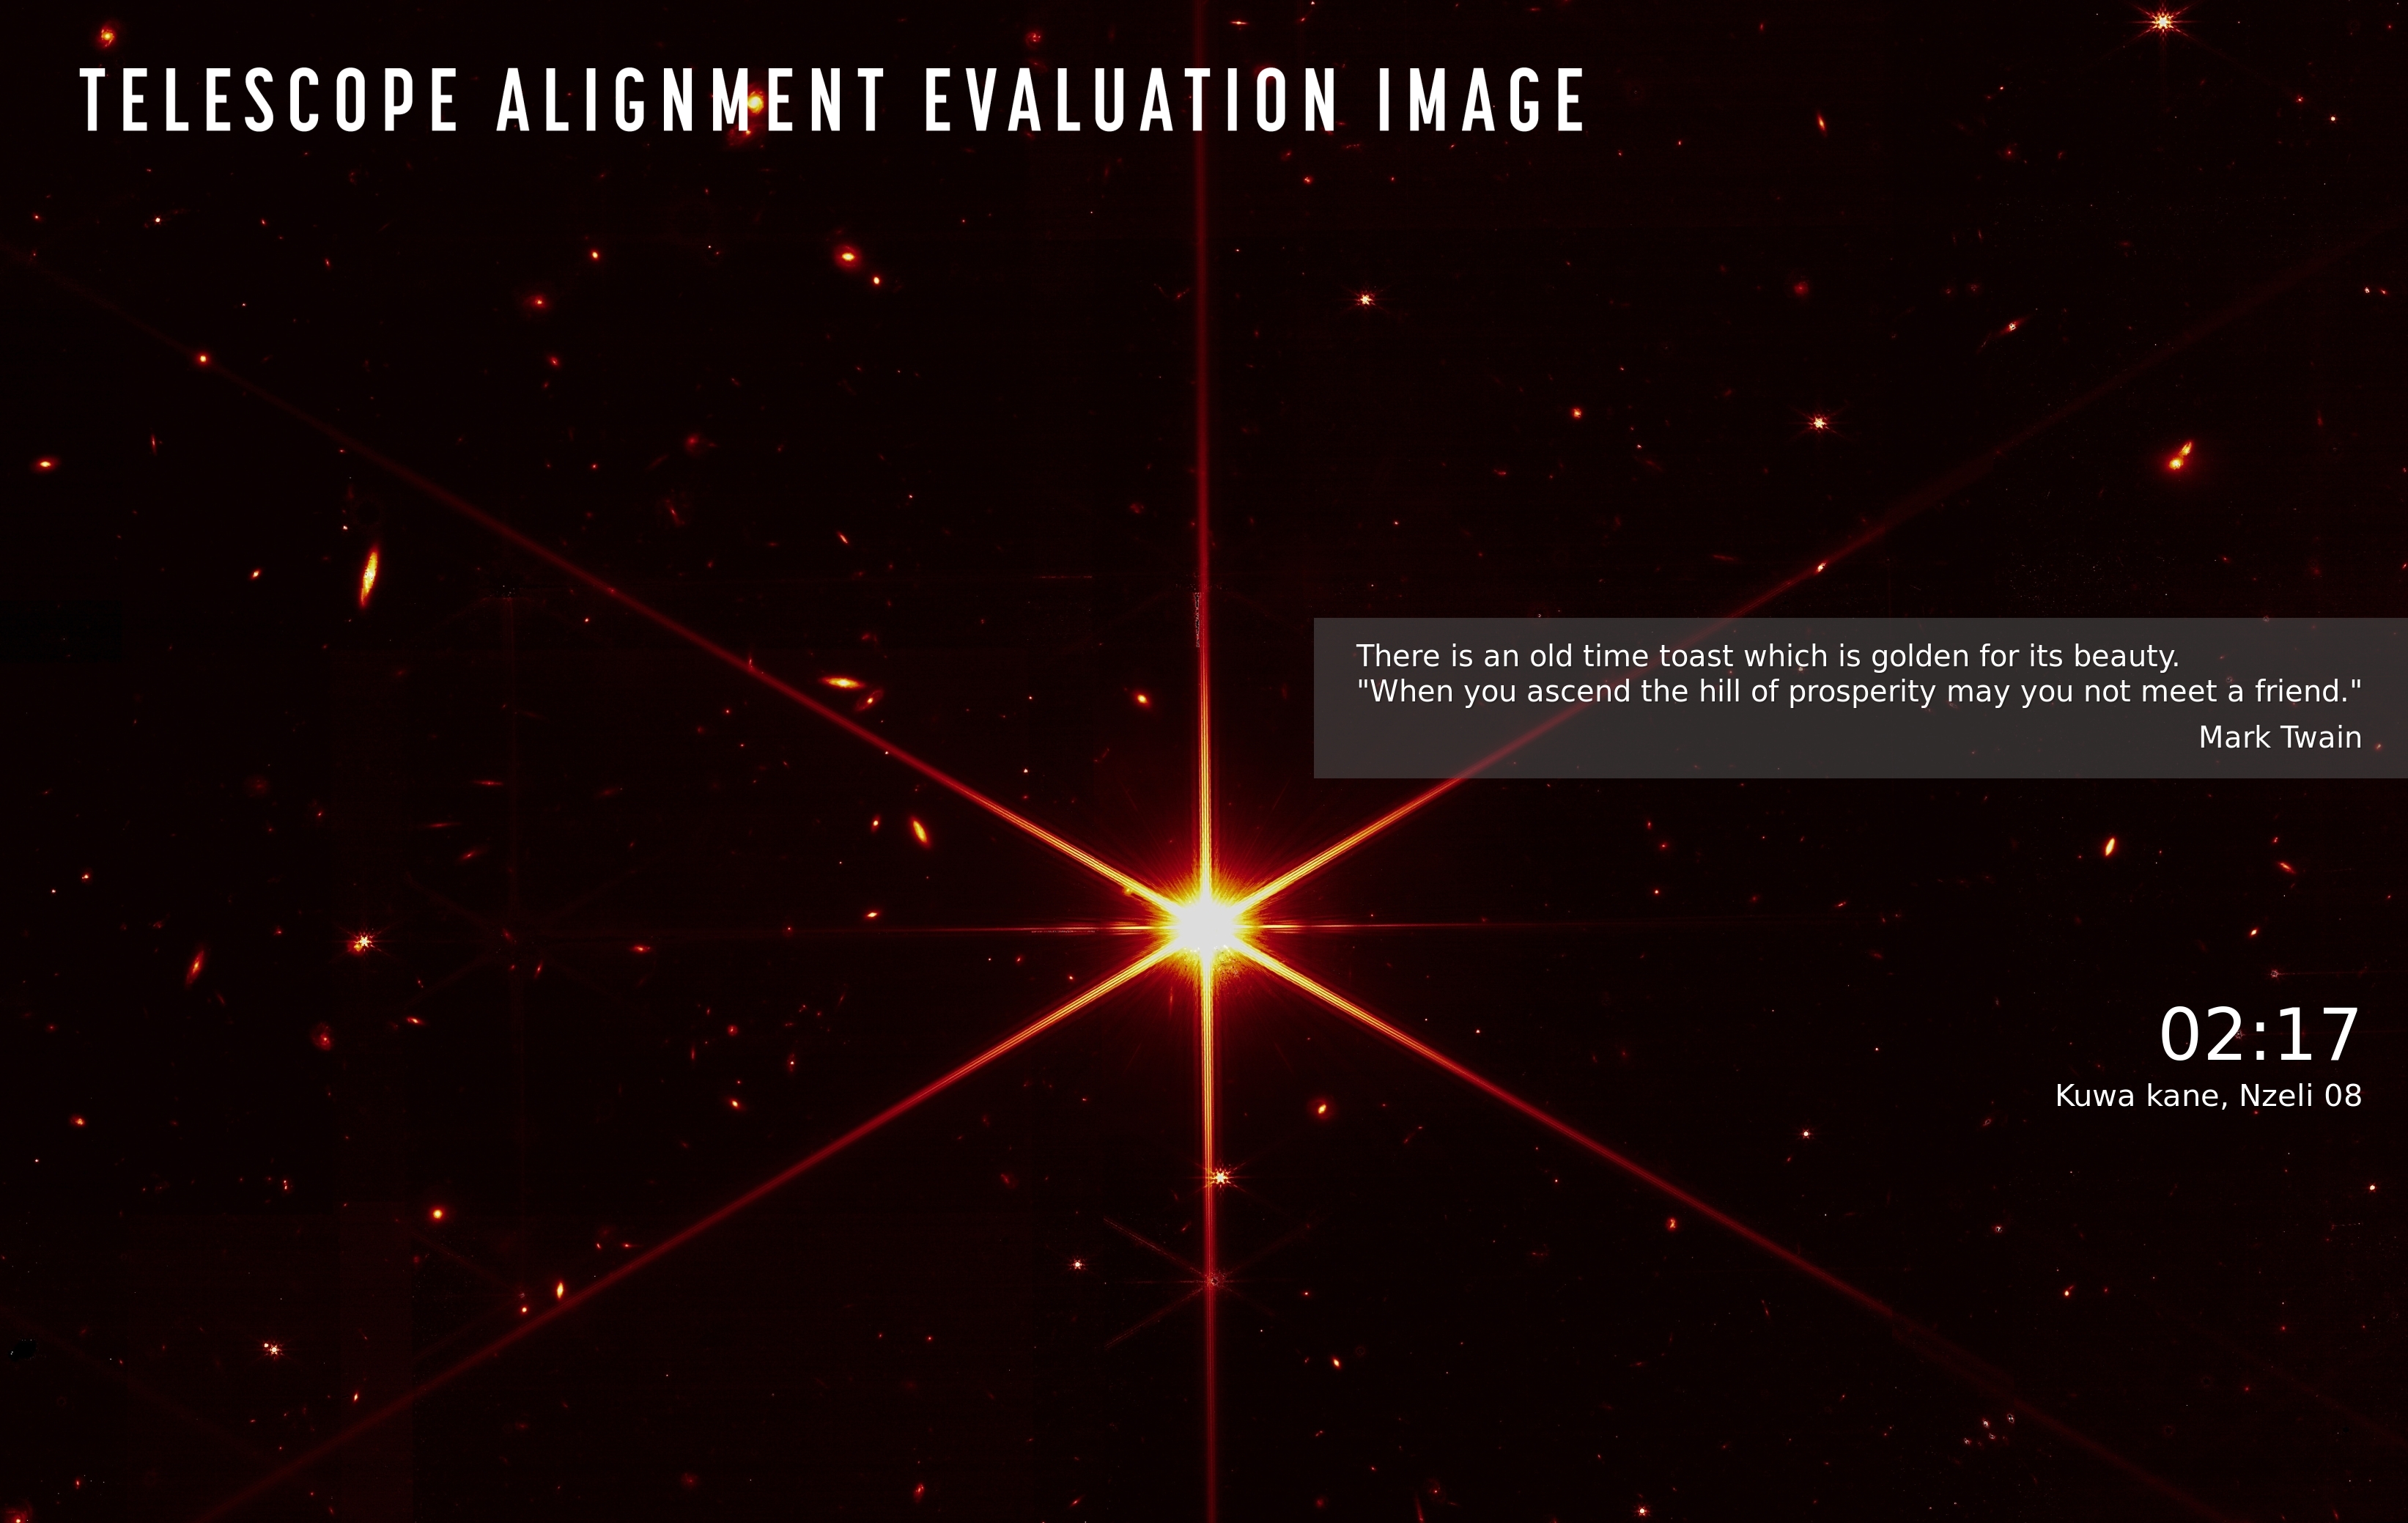 TELESCOPE ALIGNMENT EVALUATION IMAGE
There is an old time toast which is golden for its beauty.
"When you ascend the hill of prosperity may you not meet a friend."
Mark Twain
02:17
Kuwa kane, Nzeli 08